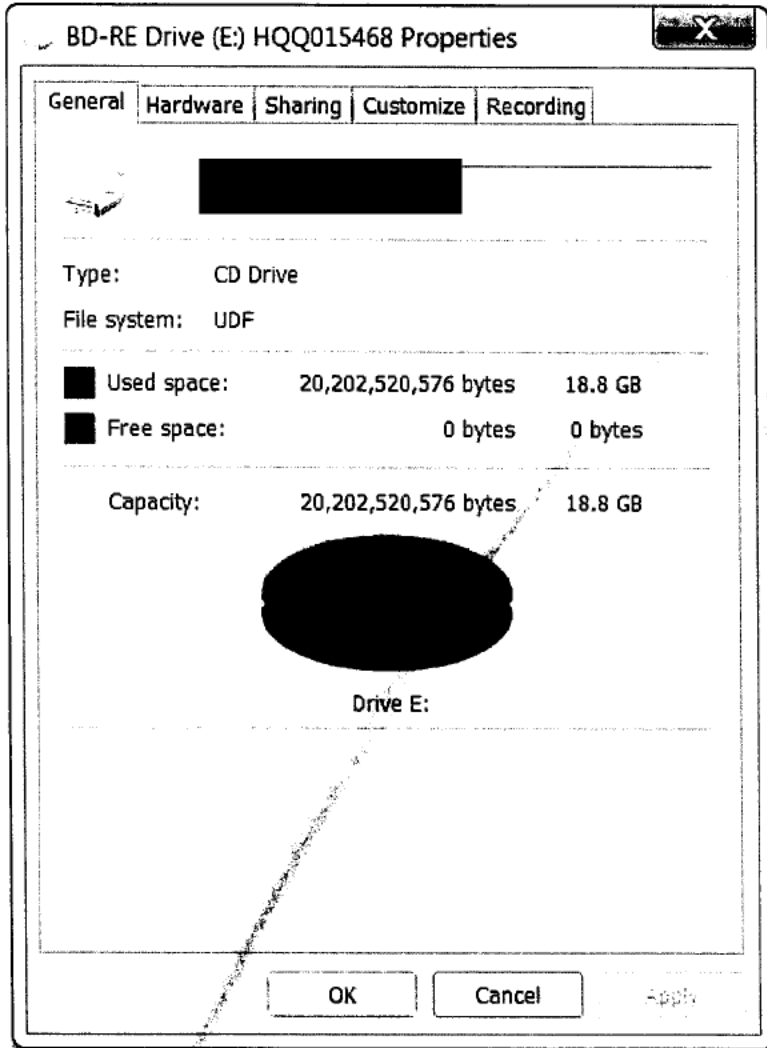 BD-RE Drive (E:) HQQ015468 Properties
X
General Hardware Sharing Customize Recording
Type: CD Drive
File system: UDF
Used space: 20,202,520,576 bytes 18.8 GB
Free space: 0 bytes 0 bytes
Capacity: 20,202,520,576 bytes 18.8 GB
Drive E:
OK Cancel Apply